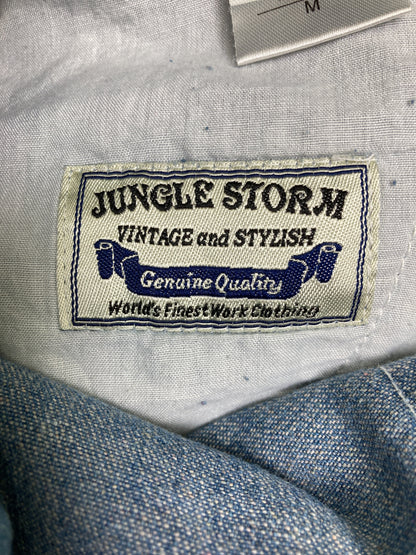 M
JUNGLE STORM
VINTAGE and STYLISH
Genuine Quality
World's Finest Work Clothing